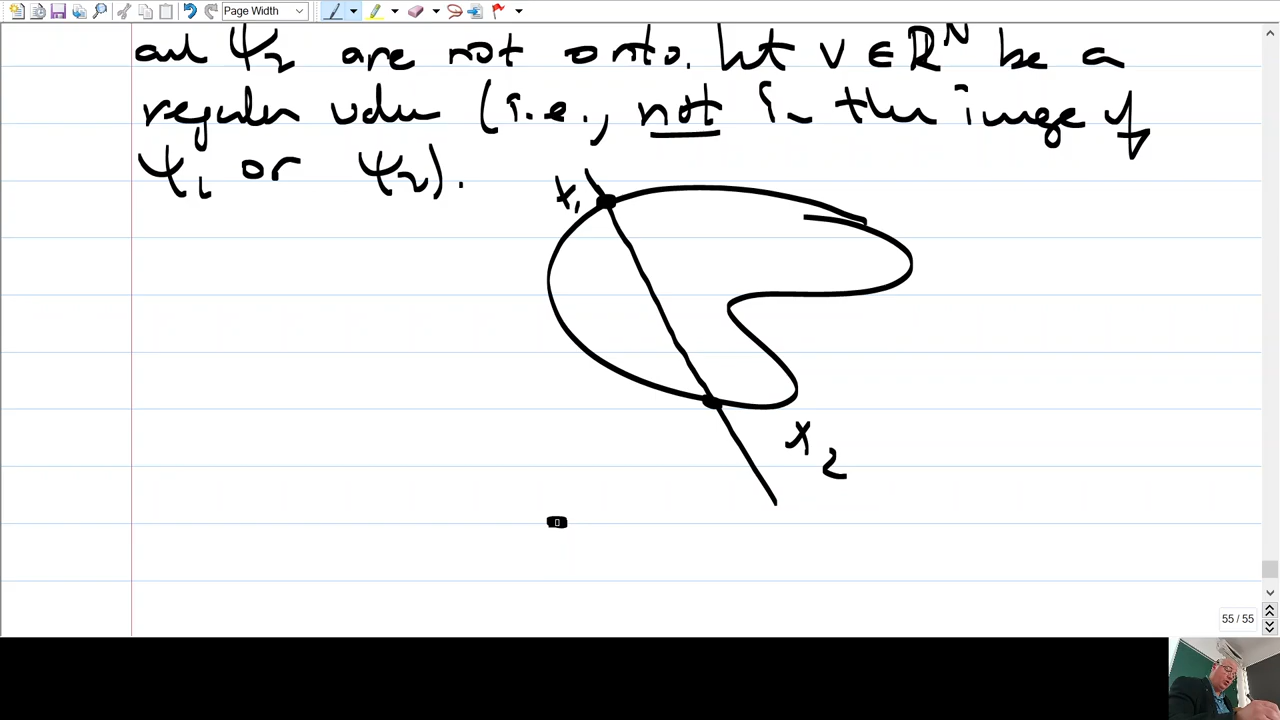 Page Width
and Ψ₂ are not onto. Let v ∈ ℝᴺ be a
regular value (i.e., not in the image of
Ψ₁ or Ψ₂).
x₁
x₂
55 / 55